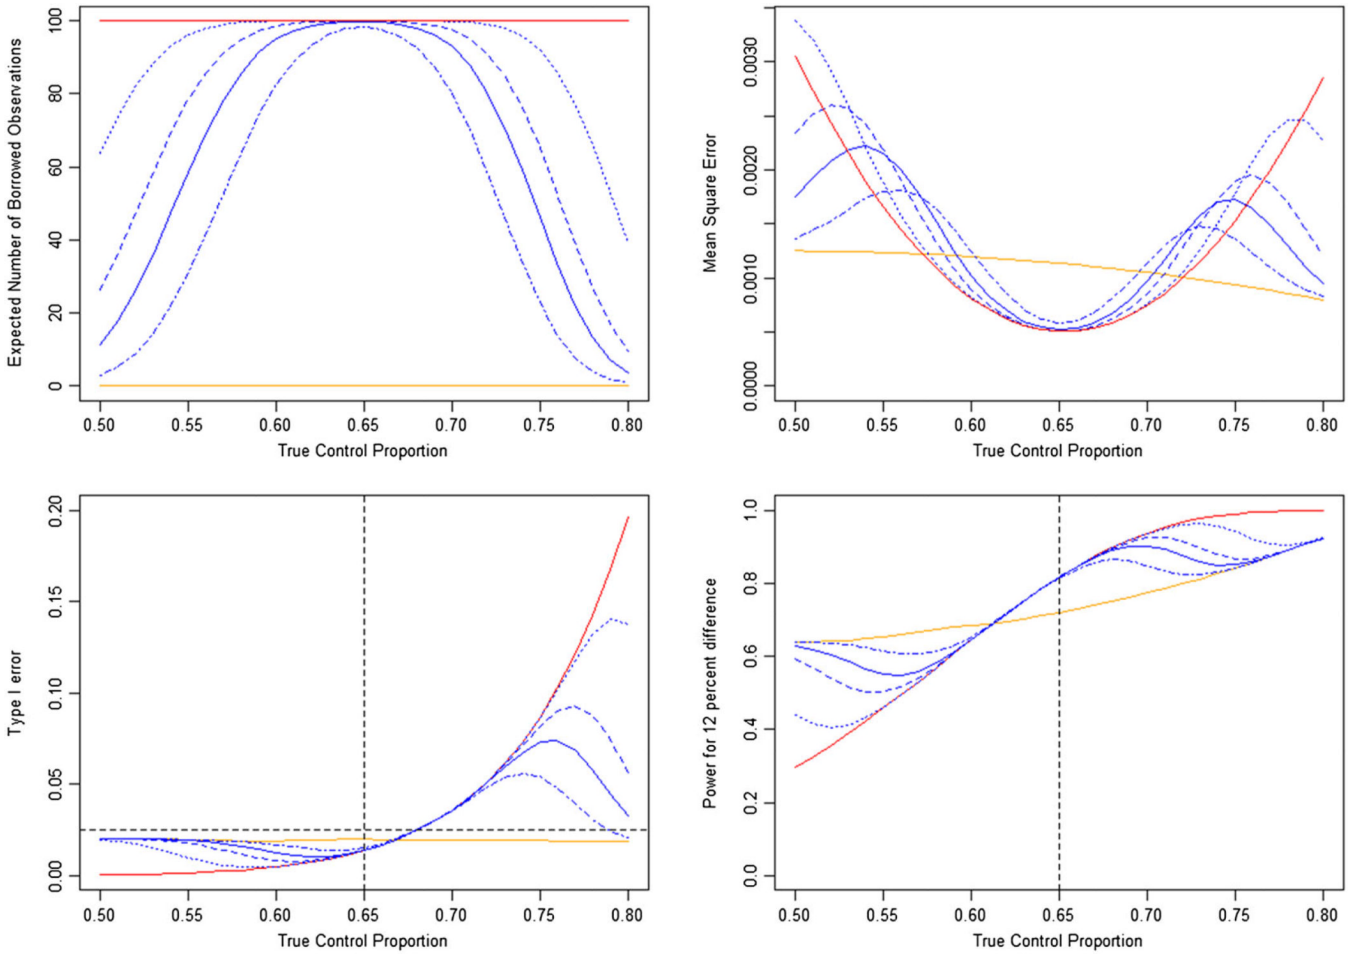 Expected Number of Borrowed Observations
100
80
60
40
20
0
0.50 0.55 0.60 0.65 0.70 0.75 0.80
True Control Proportion
Mean Square Error
0.0030
0.0020
0.0010
0.0000
0.50 0.55 0.60 0.65 0.70 0.75 0.80
True Control Proportion
Type I error
0.20
0.15
0.10
0.05
0.00
0.50 0.55 0.60 0.65 0.70 0.75 0.80
True Control Proportion
Power for 12 percent difference
1.0
0.8
0.6
0.4
0.2
0.0
0.50 0.55 0.60 0.65 0.70 0.75 0.80
True Control Proportion